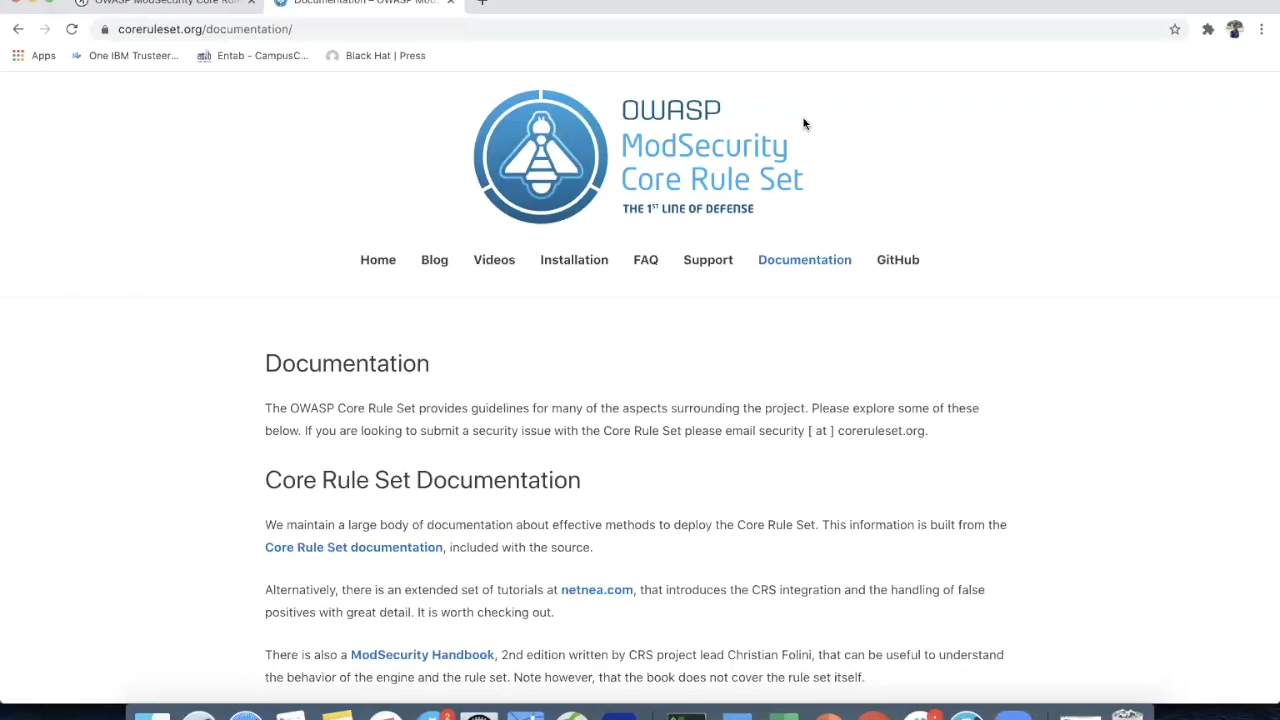 OWASP ModSecurity Core Rul
Documentation – OWASP Mod
coreruleset.org/documentation/
Apps
One IBM Trusteer...
Entab - CampusC...
Black Hat | Press
OWASP
ModSecurity
Core Rule Set
THE 1ST LINE OF DEFENSE
Home
Blog
Videos
Installation
FAQ
Support
Documentation
GitHub
Documentation
The OWASP Core Rule Set provides guidelines for many of the aspects surrounding the project. Please explore some of these
below. If you are looking to submit a security issue with the Core Rule Set please email security [ at ] coreruleset.org.
Core Rule Set Documentation
We maintain a large body of documentation about effective methods to deploy the Core Rule Set. This information is built from the
Core Rule Set documentation, included with the source.
Alternatively, there is an extended set of tutorials at netnea.com, that introduces the CRS integration and the handling of false
positives with great detail. It is worth checking out.
There is also a ModSecurity Handbook, 2nd edition written by CRS project lead Christian Folini, that can be useful to understand
the behavior of the engine and the rule set. Note however, that the book does not cover the rule set itself.
2